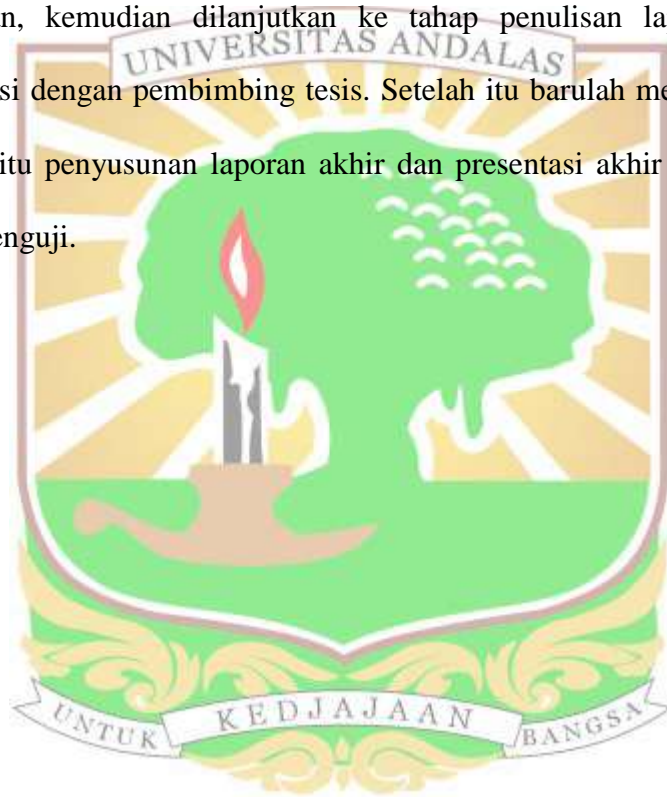 an, kemudian dilanjutkan ke tahap penulisan la
UNIVERSITAS ANDALAS
si dengan pembimbing tesis. Setelah itu barulah me
itu penyusunan laporan akhir dan presentasi akhir
enguji.
UNTUK KEDJAJAAN BANGSA